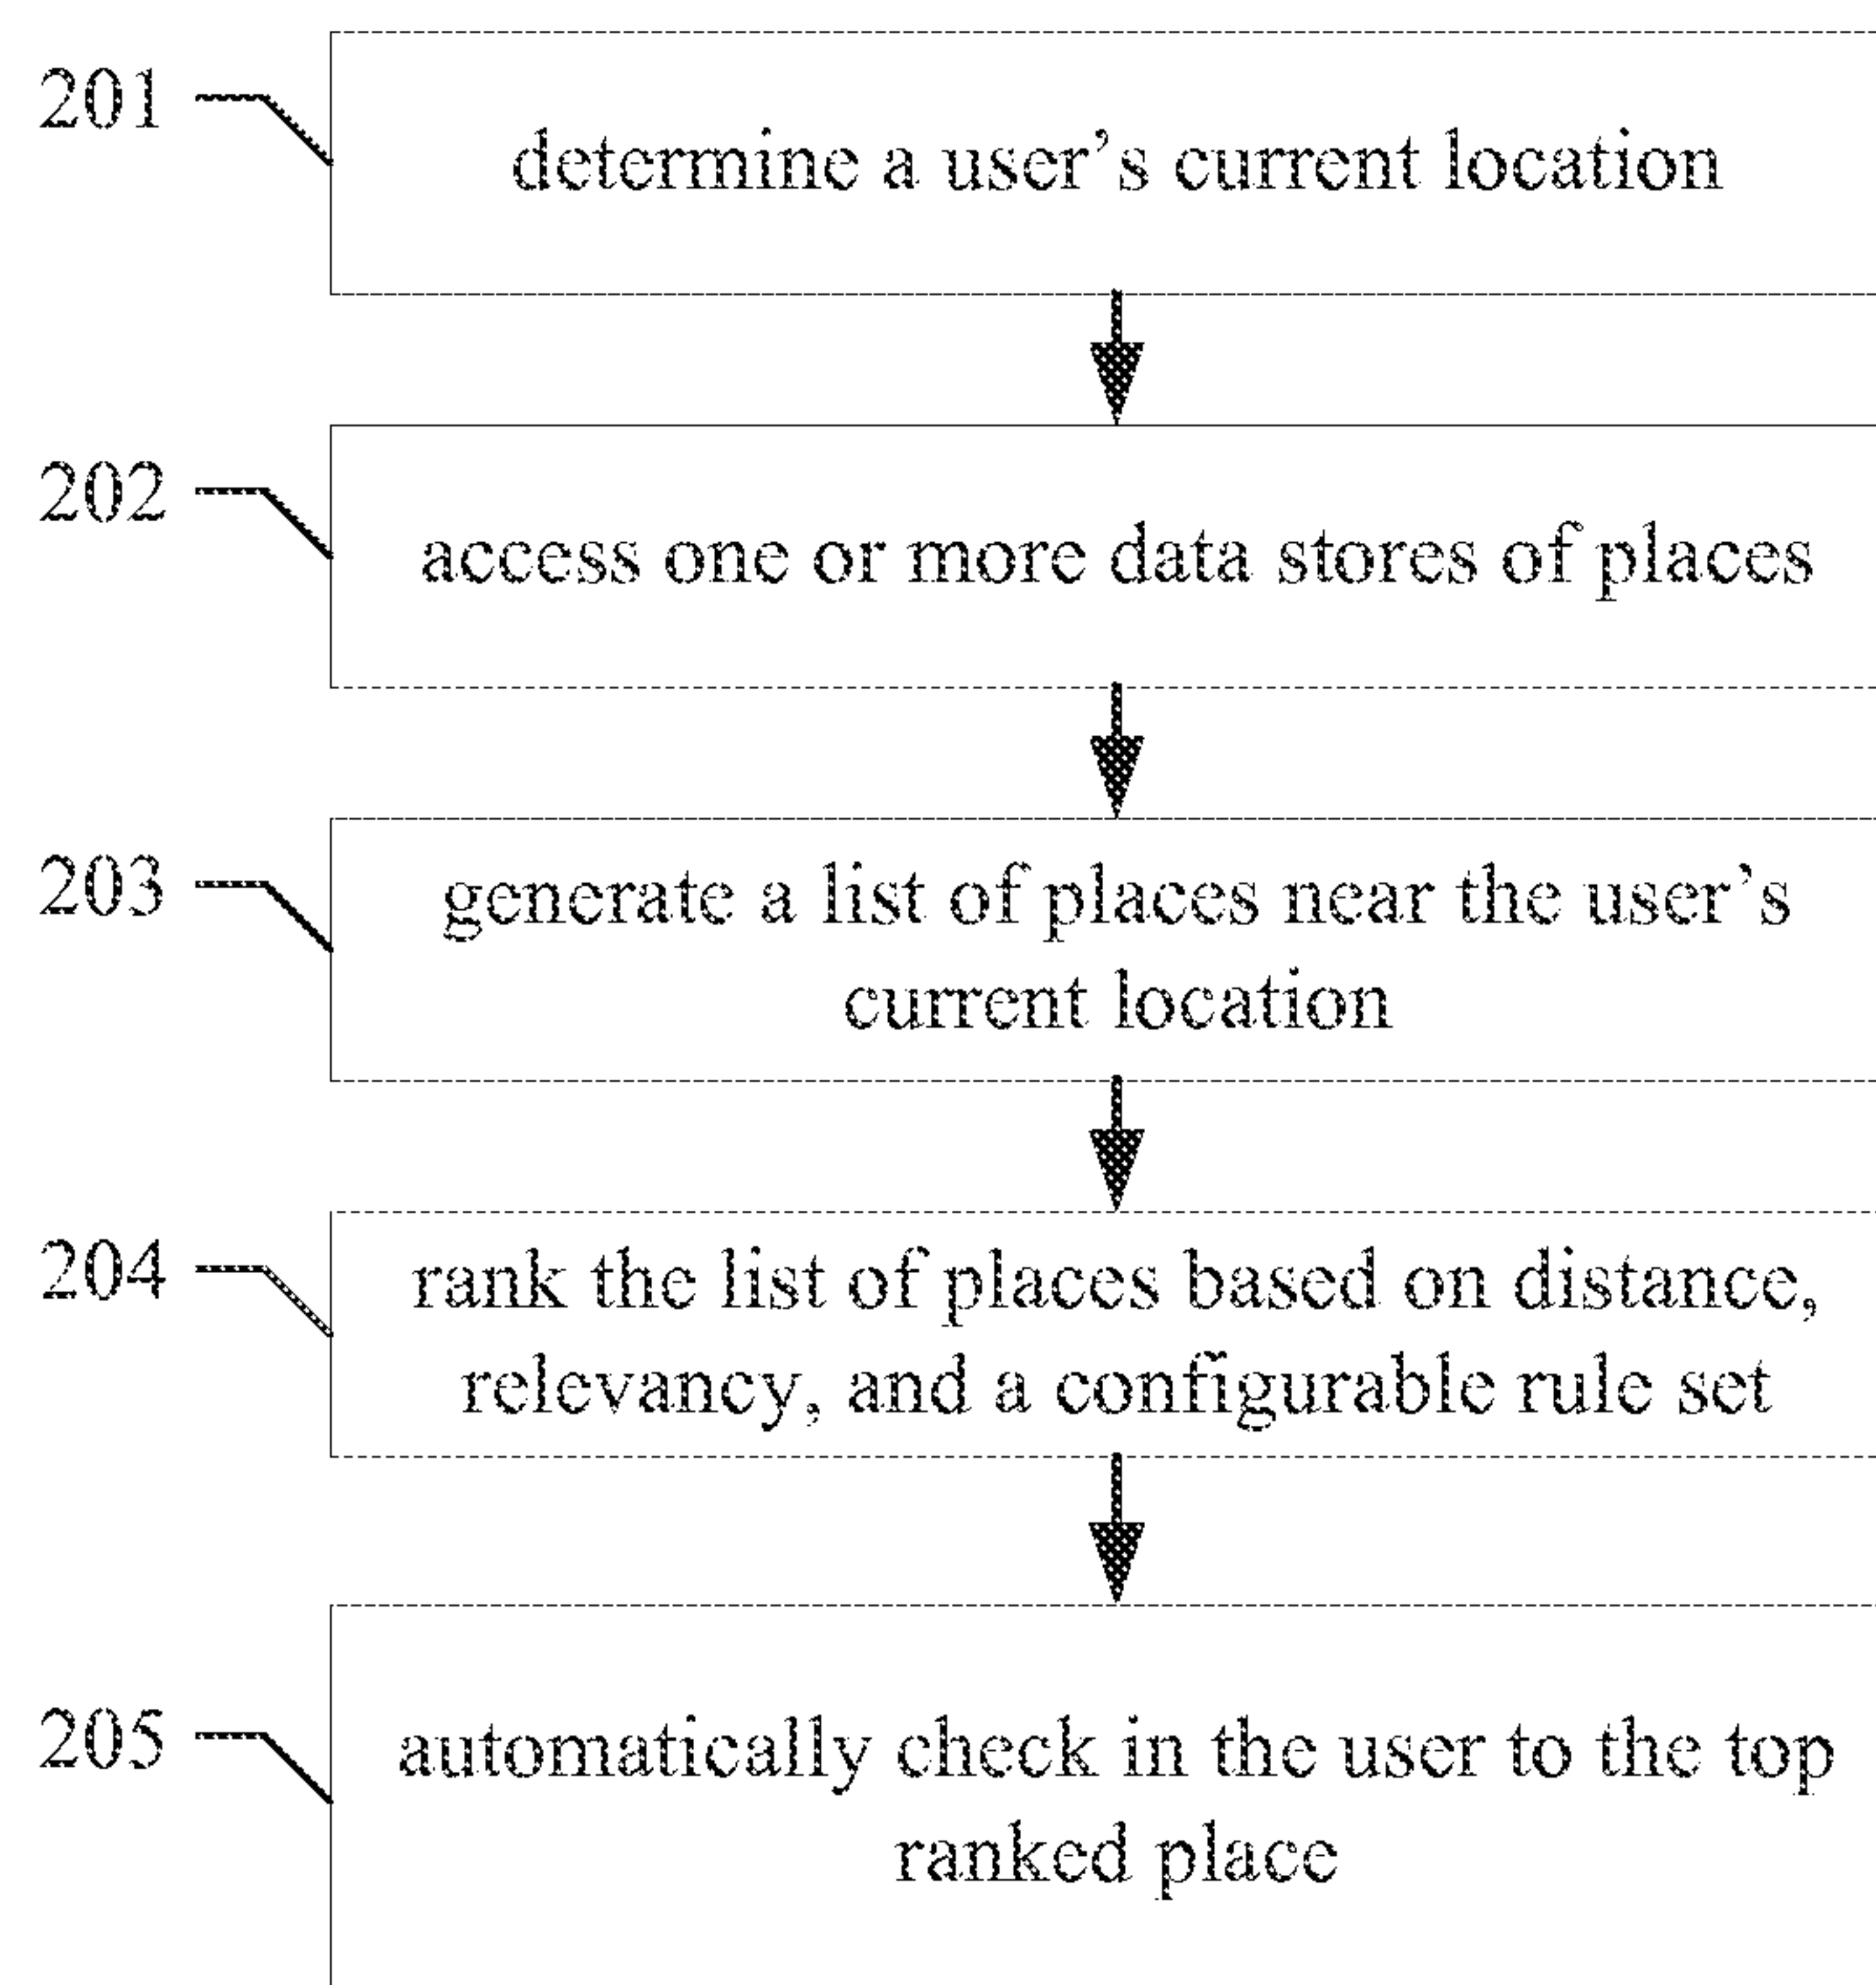 201
determine a user's current location
202
access one or more data stores of places
203
generate a list of places near the user's
current location
204
rank the list of places based on distance,
relevancy, and a configurable rule set
205
automatically check in the user to the top
ranked place